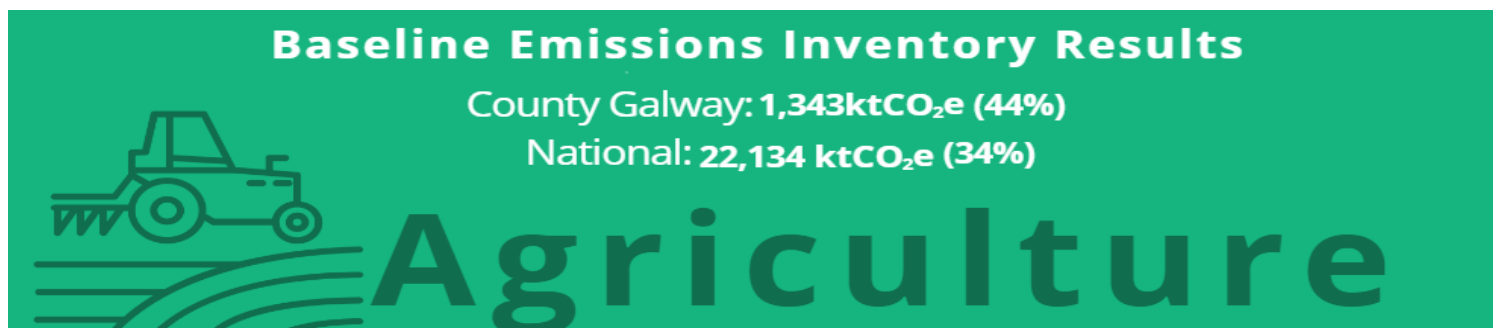 Baseline Emissions Inventory Results
County Galway: 1,343ktCO₂e (44%)
National: 22,134 ktCO₂e (34%)
Agriculture